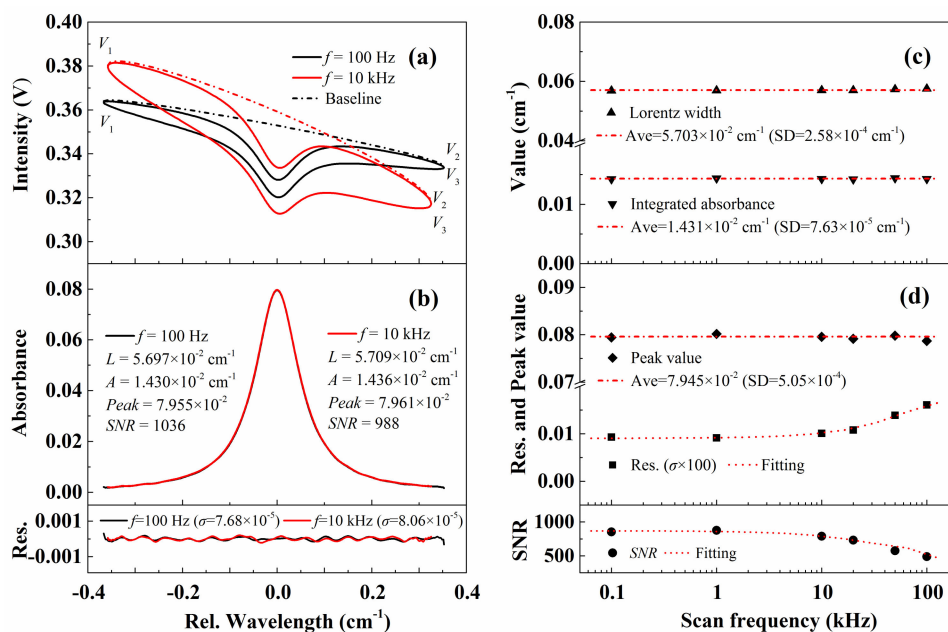 0.40
0.38
0.36
0.34
0.32
0.30
Intensity (V)
(a)
V1
V1
f = 100 Hz
f = 10 kHz
Baseline
V2
V3
V2
V3
0.08
0.06
0.04
0.02
0.00
Absorbance
(b)
f = 100 Hz
L = 5.697×10⁻² cm⁻¹
A = 1.430×10⁻² cm⁻¹
Peak = 7.955×10⁻²
SNR = 1036
f = 10 kHz
L = 5.709×10⁻² cm⁻¹
A = 1.436×10⁻² cm⁻¹
Peak = 7.961×10⁻²
SNR = 988
0.001
-0.001
Res.
f=100 Hz (σ=7.68×10⁻⁵)
f=10 kHz (σ=8.06×10⁻⁵)
-0.4 -0.2 0.0 0.2 0.4
Rel. Wavelength (cm⁻¹)
0.08
0.06
0.04
0.01
0.00
Value (cm⁻¹)
(c)
Lorentz width
Ave=5.703×10⁻² cm⁻¹ (SD=2.58×10⁻⁴ cm⁻¹)
Integrated absorbance
Ave=1.431×10⁻² cm⁻¹ (SD=7.63×10⁻⁵ cm⁻¹)
0.08
0.07
0.01
0.00
Res. and Peak value
(d)
Peak value
Ave=7.945×10⁻² (SD=5.05×10⁻⁴)
Res. (σ×100)
Fitting
1000
500
SNR
SNR
Fitting
0.1 1 10 100
Scan frequency (kHz)